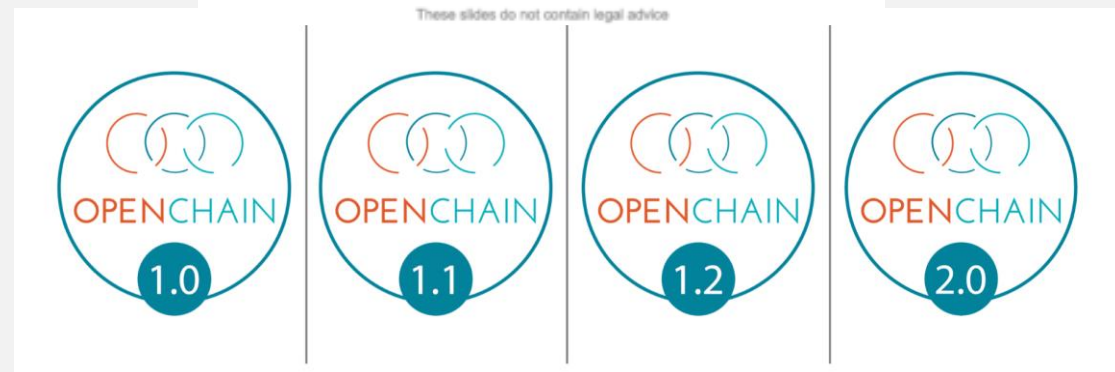 These slides do not contain legal advice
OPENCHAIN OPENCHAIN OPENCHAIN OPENCHAIN
1.0 1.1 1.2 2.0